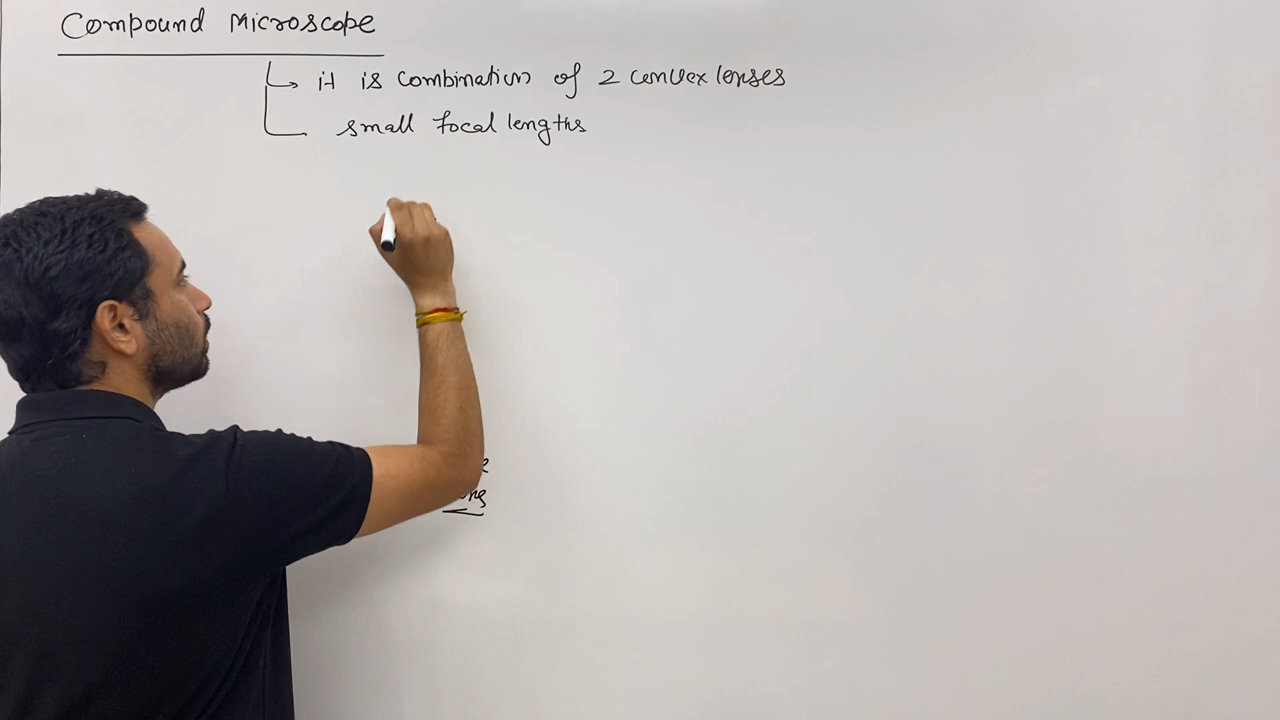 Compound Microscope
it is combination of 2 convex lenses
small focal lengths